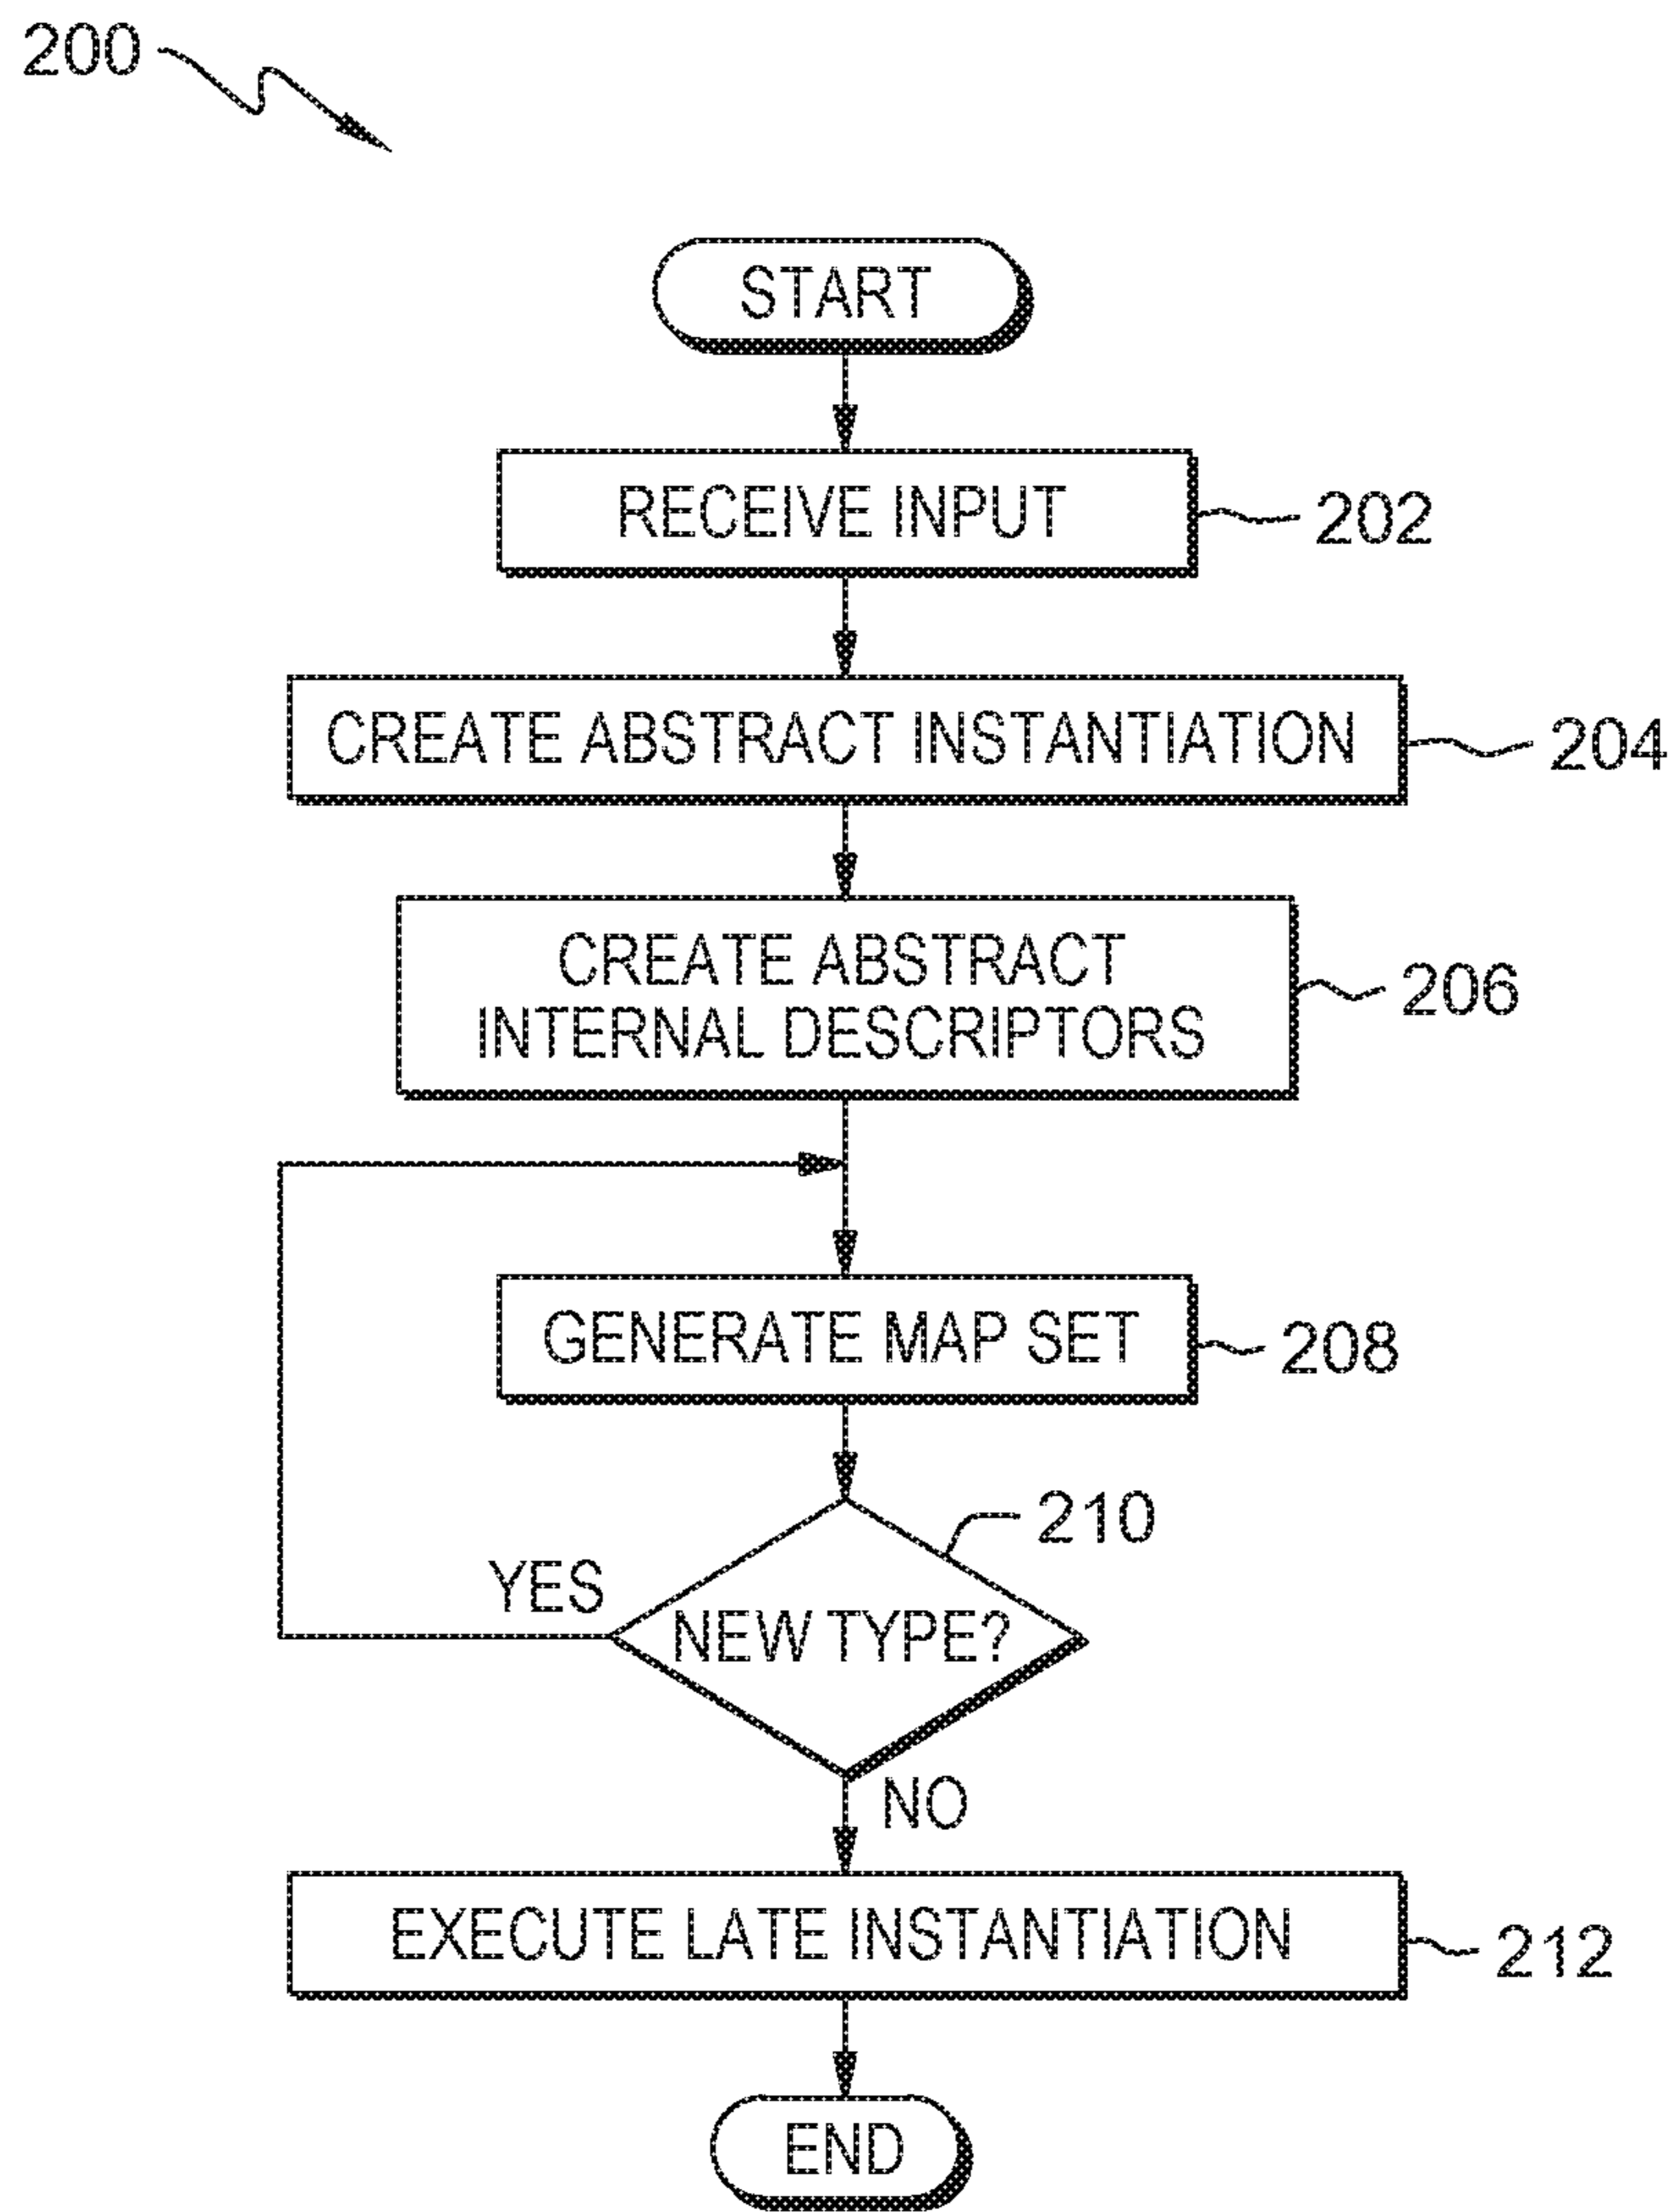 200
START
RECEIVE INPUT
202
CREATE ABSTRACT INSTANTIATION
204
CREATE ABSTRACT
INTERNAL DESCRIPTORS
206
GENERATE MAP SET
208
210
YES
NEW TYPE?
NO
EXECUTE LATE INSTANTIATION
212
END